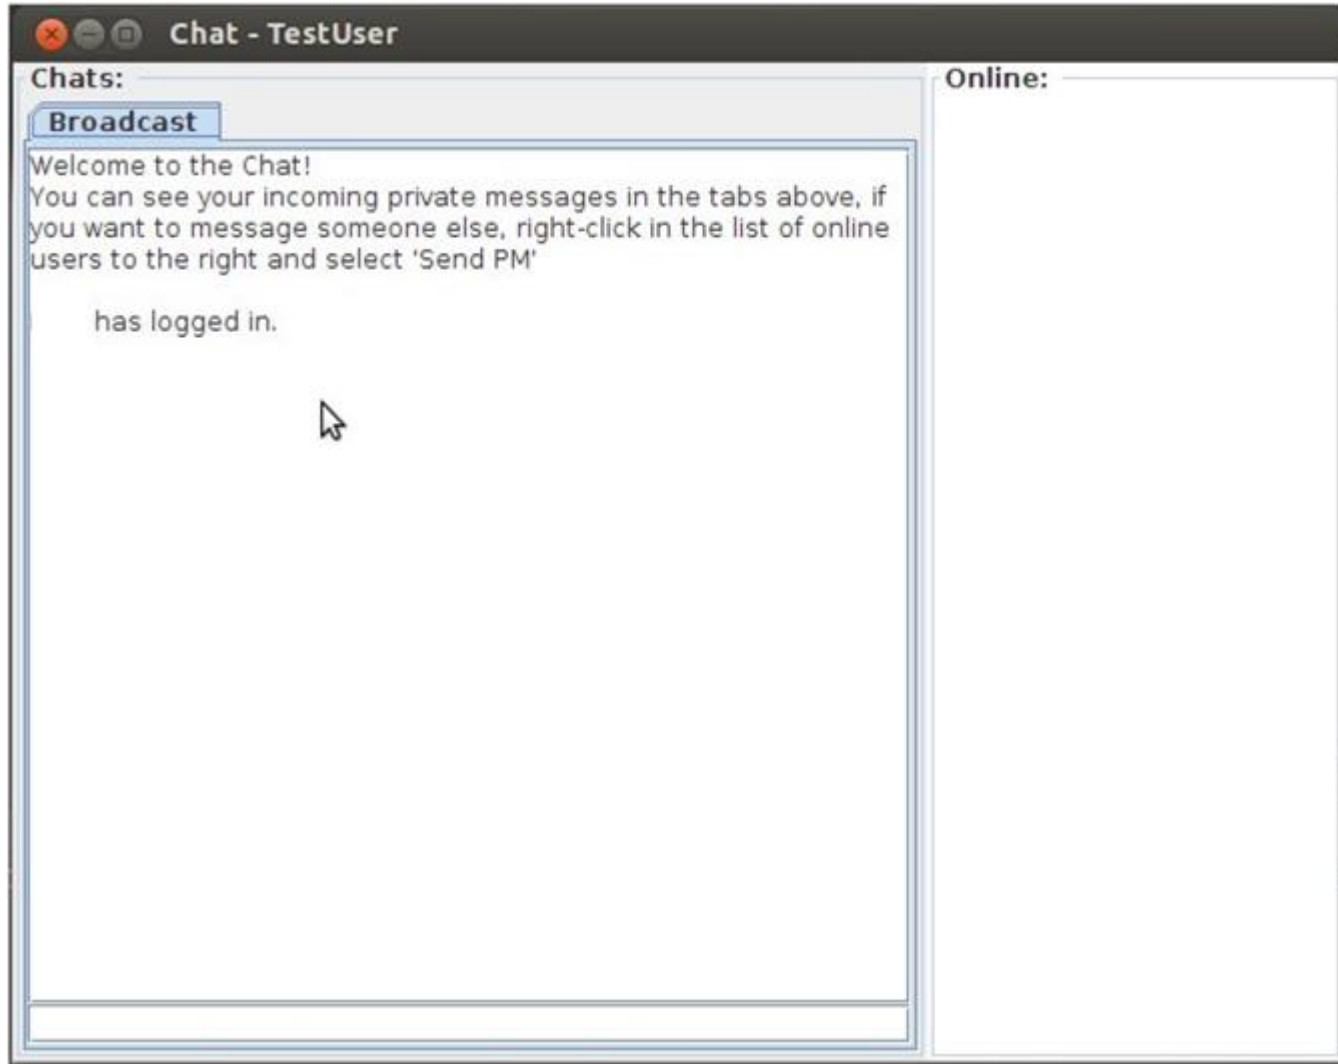 Chat - TestUser
Chats:
Online:
Broadcast
Welcome to the Chat!
You can see your incoming private messages in the tabs above, if
you want to message someone else, right-click in the list of online
users to the right and select 'Send PM'
has logged in.